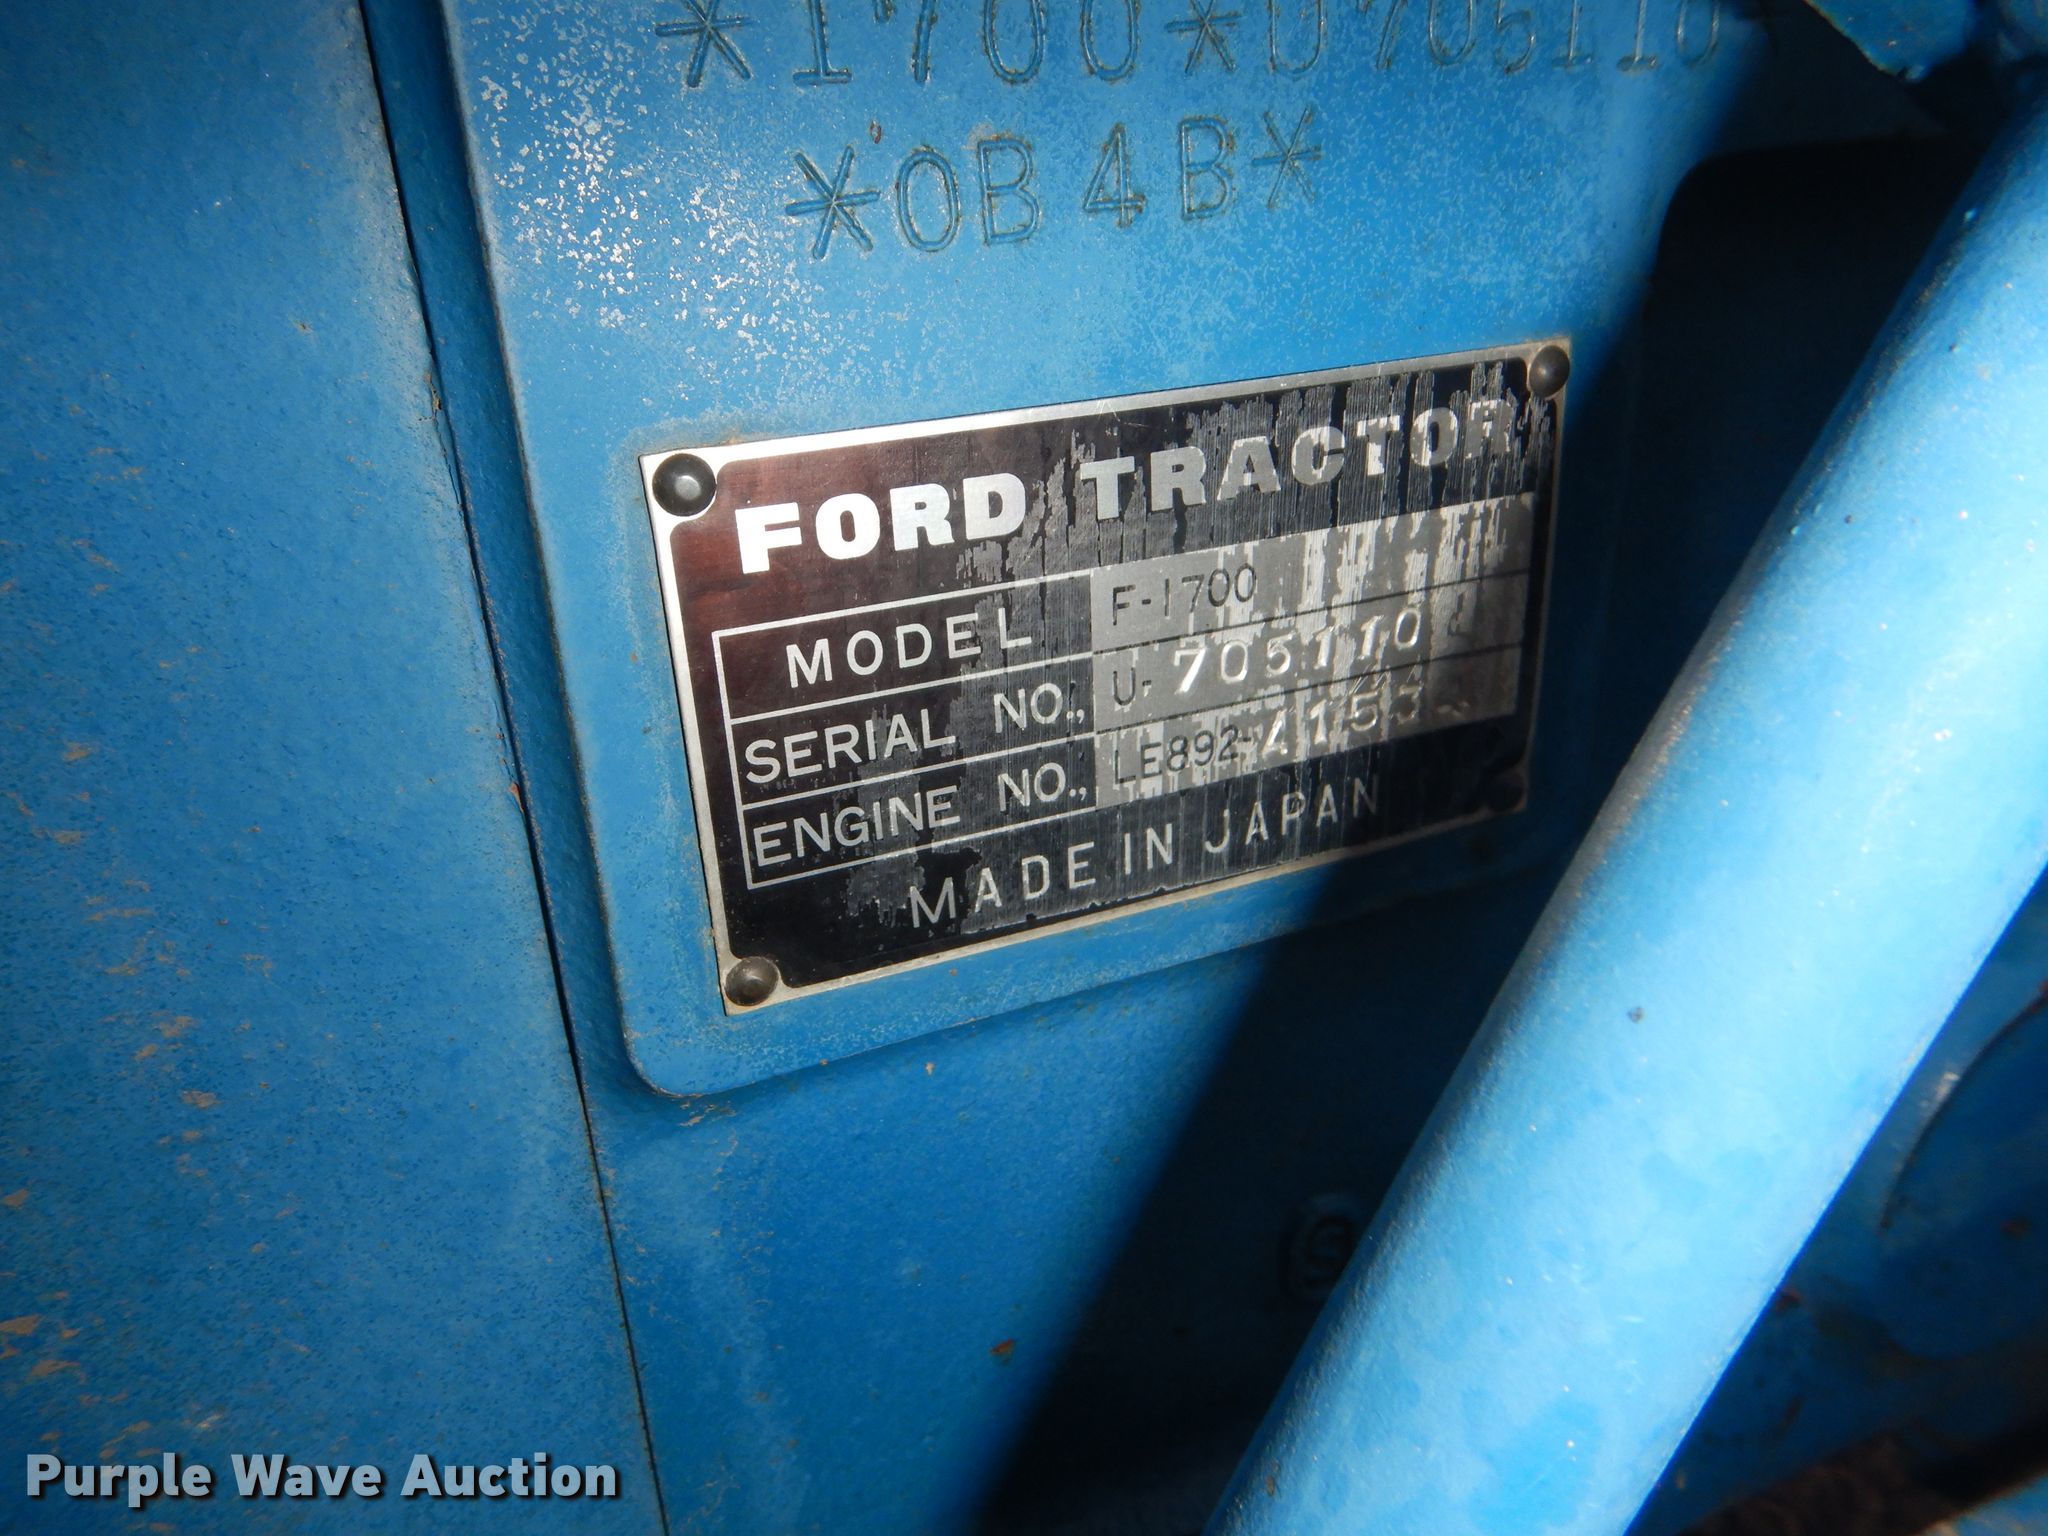 *1700*U705110
*0B4B*
FORD TRACTOR
MODEL F-1700
SERIAL NO., U-705110
ENGINE NO.,
MADE IN JAPAN
Purple Wave Auction